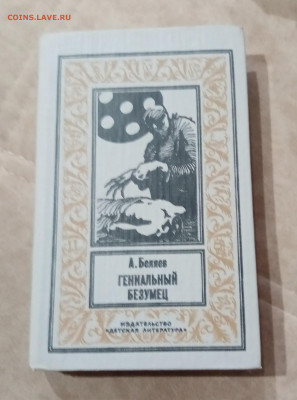 COINS.LAVE.RU
А. Беляев
ГЕНИАЛЬНЫЙ
БЕЗУМЕЦ
ИЗДАТЕЛЬСТВО
«ДЕТСКАЯ ЛИТЕРАТУРА»